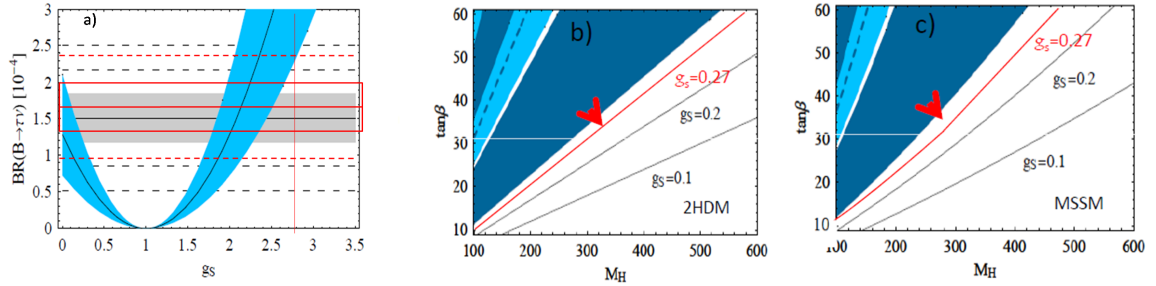 a)
BR(B→τν) [10⁻⁴]
3
2.5
2
1.5
1
0.5
0
0 0.5 1 1.5 2 2.5 3 3.5
gS
b)
tanβ
60
50
40
30
20
10
gs=0.27
gS=0.2
gS=0.1
2HDM
100 200 300 400 500 600
MH
c)
tanβ
60
50
40
30
20
10
gs=0.27
gS=0.2
gS=0.1
MSSM
100 200 300 400 500 600
MH